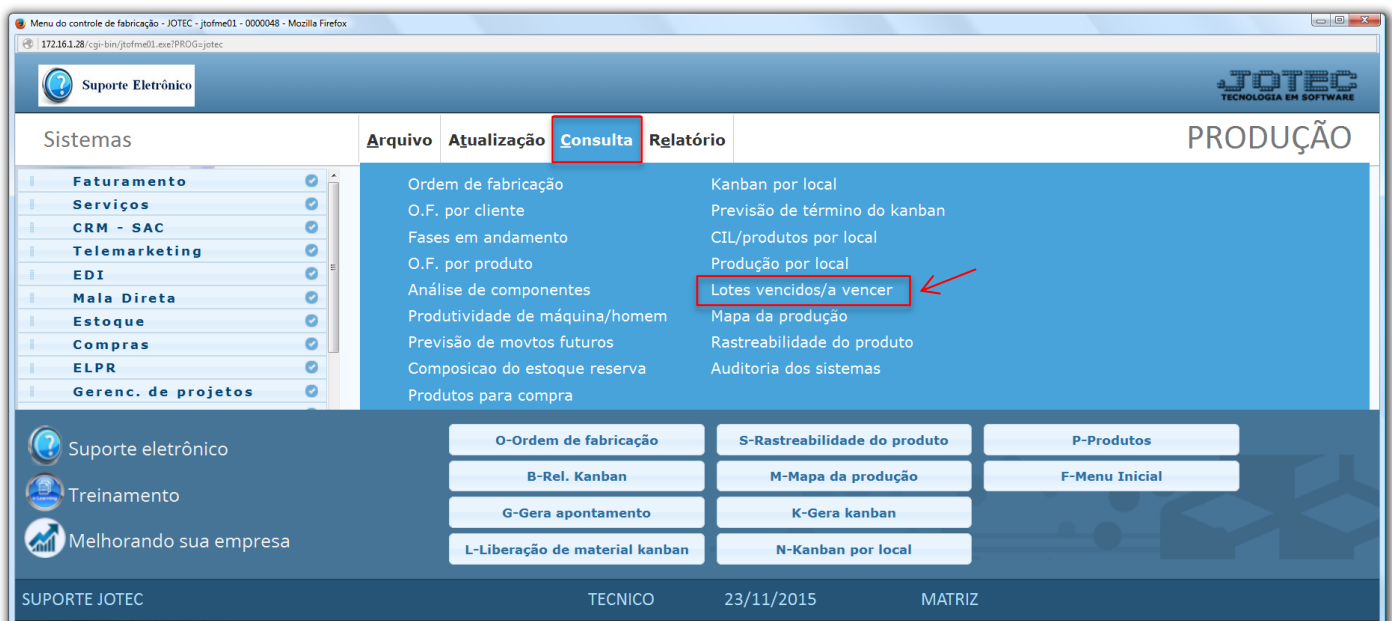 Menu do controle de fabricação - JOTEC - jtofme01 - 0000048 - Mozilla Firefox
172.16.1.28/cgi-bin/jtofme01.exe?PROG=jotec
Suporte Eletrônico
JOTEC
TECNOLOGIA EM SOFTWARE
Sistemas
Arquivo Atualização Consulta Relatório
PRODUÇÃO
Faturamento
Serviços
CRM - SAC
Telemarketing
EDI
Mala Direta
Estoque
Compras
ELPR
Gerenc. de projetos
Ordem de fabricação
O.F. por cliente
Fases em andamento
O.F. por produto
Análise de componentes
Produtividade de máquina/homem
Previsão de movtos futuros
Composicao do estoque reserva
Produtos para compra
Kanban por local
Previsão de término do kanban
CIL/produtos por local
Produção por local
Lotes vencidos/a vencer
Mapa da produção
Rastreabilidade do produto
Auditoria dos sistemas
Suporte eletrônico
Treinamento
Melhorando sua empresa
O-Ordem de fabricação S-Rastreabilidade do produto P-Produtos
B-Rel. Kanban M-Mapa da produção F-Menu Inicial
G-Gera apontamento K-Gera kanban
L-Liberação de material kanban N-Kanban por local
SUPORTE JOTEC TECNICO 23/11/2015 MATRIZ